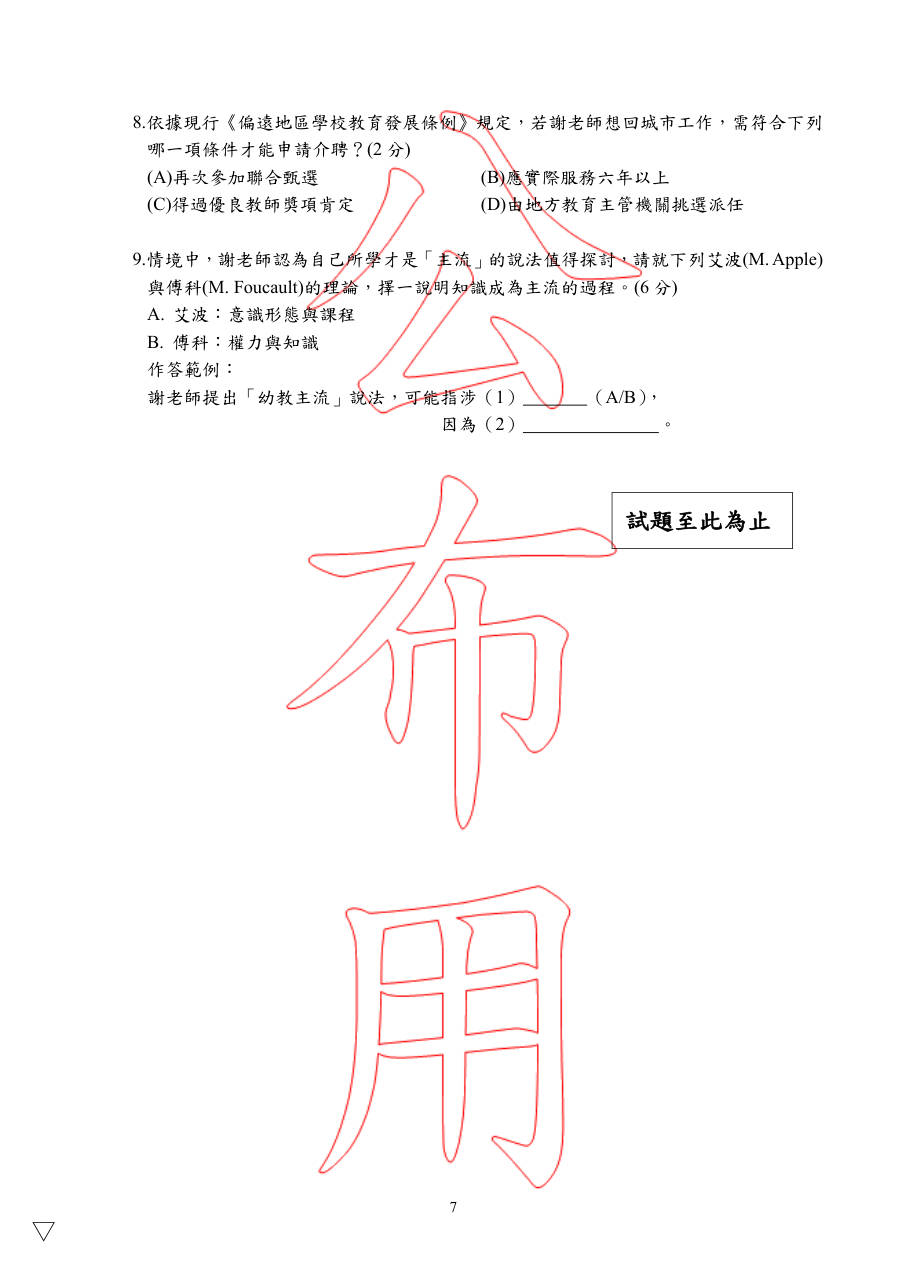 8.依據現行《偏遠地區學校教育發展條例》規定，若謝老師想回城市工作，需符合下列
哪一項條件才能申請介聘？(2 分)
(A)再次參加聯合甄選 (B)應實際服務六年以上
(C)得過優良教師獎項肯定 (D)由地方教育主管機關挑選派任
9.情境中，謝老師認為自己所學才是「主流」的說法值得探討，請就下列艾波(M. Apple)
與傅科(M. Foucault)的理論，擇一說明知識成為主流的過程。(6 分)
A. 艾波：意識形態與課程
B. 傅科：權力與知識
作答範例：
謝老師提出「幼教主流」說法，可能指涉（1）_______（A/B），
因為（2）_______________。
試題至此為止
公
布
用
7